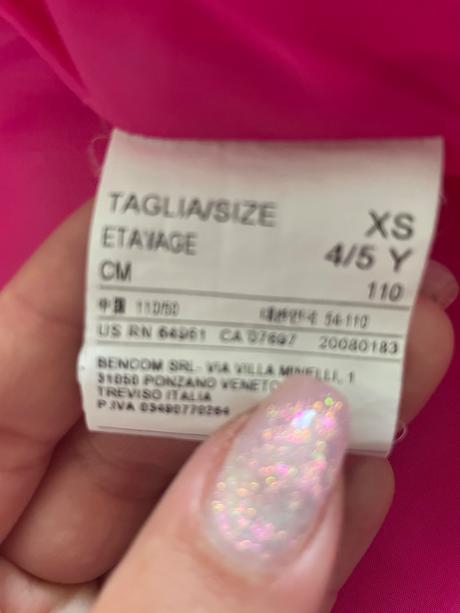 TAGLIA/SIZE XS
ETA'/AGE 4/5 Y
CM 110
中国 110/60 대한민국 54-110
US RN 64961 CA 07697 20080183
BENCOM SRL- VIA VILLA MINELLI, 1
31050 PONZANO VENETO
TREVISO ITALIA
P.IVA 03490770264